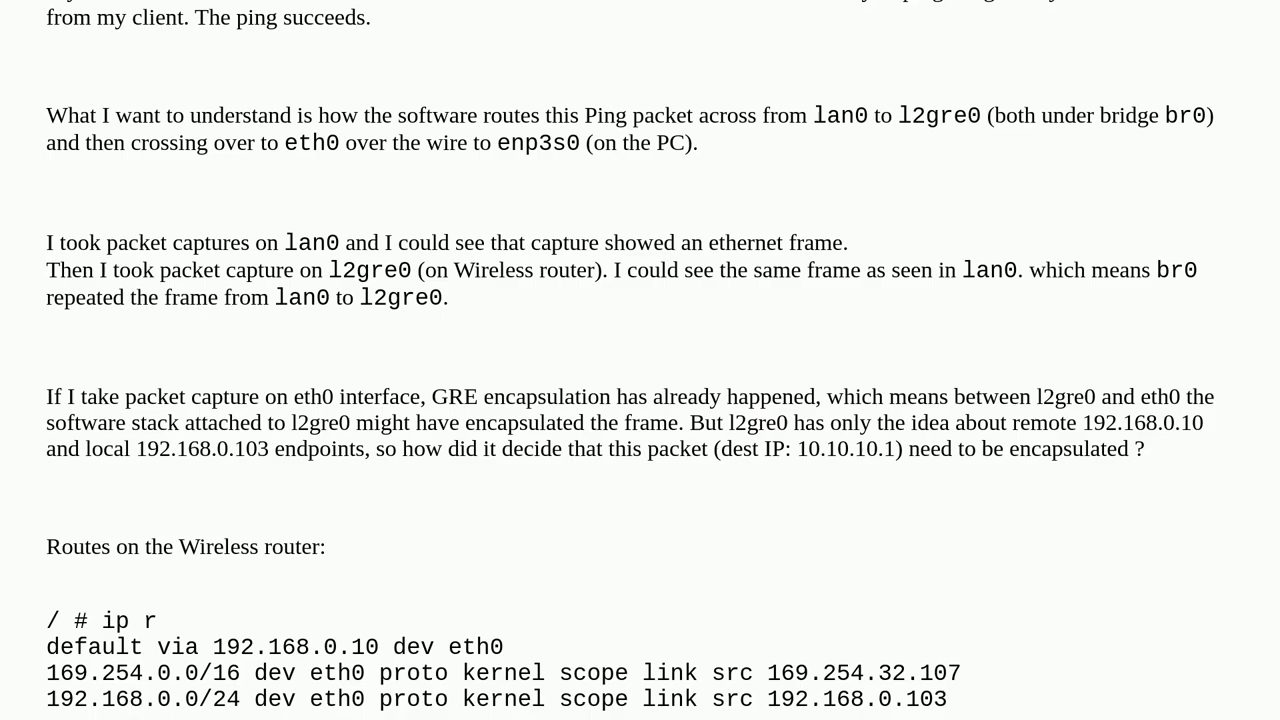 from my client. The ping succeeds.
What I want to understand is how the software routes this Ping packet across from lan0 to l2gre0 (both under bridge br0)
and then crossing over to eth0 over the wire to enp3s0 (on the PC).
I took packet captures on lan0 and I could see that capture showed an ethernet frame.
Then I took packet capture on l2gre0 (on Wireless router). I could see the same frame as seen in lan0. which means br0
repeated the frame from lan0 to l2gre0.
If I take packet capture on eth0 interface, GRE encapsulation has already happened, which means between l2gre0 and eth0 the
software stack attached to l2gre0 might have encapsulated the frame. But l2gre0 has only the idea about remote 192.168.0.10
and local 192.168.0.103 endpoints, so how did it decide that this packet (dest IP: 10.10.10.1) need to be encapsulated ?
Routes on the Wireless router:
/ # ip r
default via 192.168.0.10 dev eth0
169.254.0.0/16 dev eth0 proto kernel scope link src 169.254.32.107
192.168.0.0/24 dev eth0 proto kernel scope link src 192.168.0.103